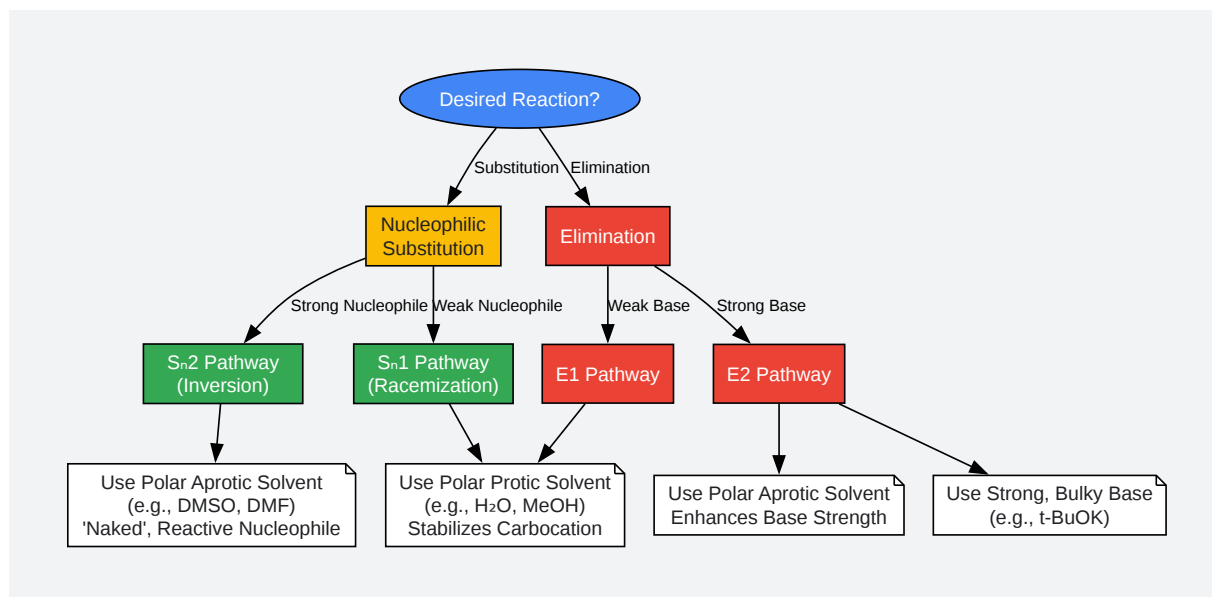 Desired Reaction?
Substitution
Elimination
Nucleophilic
Substitution
Elimination
Strong Nucleophile
Weak Nucleophile
Weak Base
Strong Base
Sₙ2 Pathway
(Inversion)
Sₙ1 Pathway
(Racemization)
E1 Pathway
E2 Pathway
Use Polar Aprotic Solvent
(e.g., DMSO, DMF)
'Naked', Reactive Nucleophile
Use Polar Protic Solvent
(e.g., H₂O, MeOH)
Stabilizes Carbocation
Use Polar Aprotic Solvent
Enhances Base Strength
Use Strong, Bulky Base
(e.g., t-BuOK)